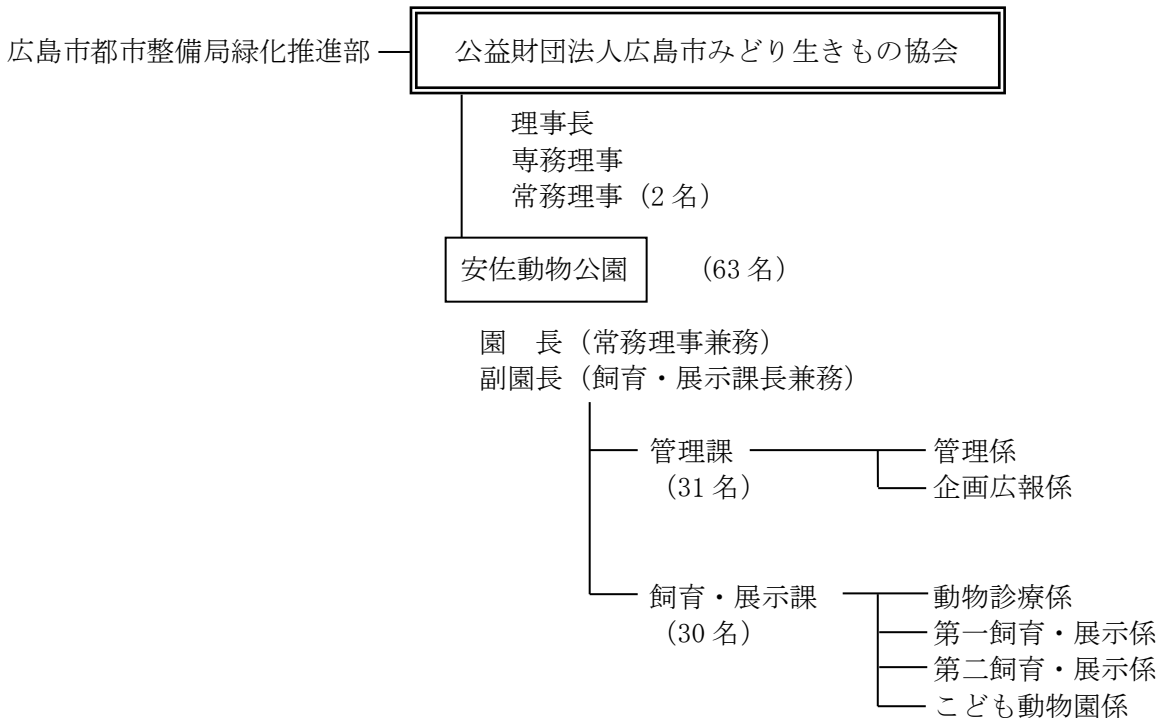 広島市都市整備局緑化推進部
公益財団法人広島市みどり生きもの協会
理事長
専務理事
常務理事（2 名）
安佐動物公園 （63 名）
園　長（常務理事兼務）
副園長（飼育・展示課長兼務）
管理課
（31 名）
管理係
企画広報係
飼育・展示課
（30 名）
動物診療係
第一飼育・展示係
第二飼育・展示係
こども動物園係